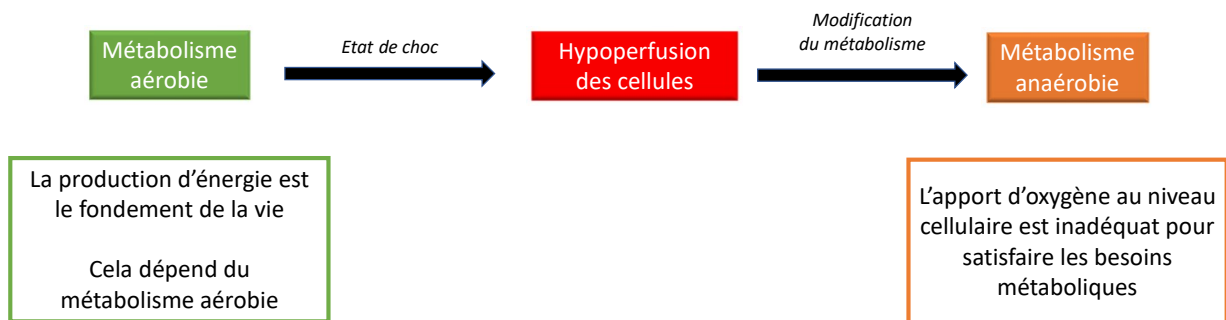 Métabolisme
aérobie
Etat de choc
Hypoperfusion
des cellules
Modification
du métabolisme
Métabolisme
anaérobie
La production d’énergie est
le fondement de la vie
Cela dépend du
métabolisme aérobie
L’apport d’oxygène au niveau
cellulaire est inadéquat pour
satisfaire les besoins
métaboliques